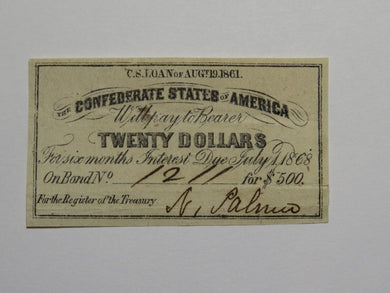 C.S. LOAN OF AUGT. 19. 1861.
THE CONFEDERATE STATES OF AMERICA
Will pay to Bearer
TWENTY DOLLARS
For six months Interest Due July 1, 1868
On Bond No. 1211 for $ 500.
For the Register of the Treasury N. Palmer